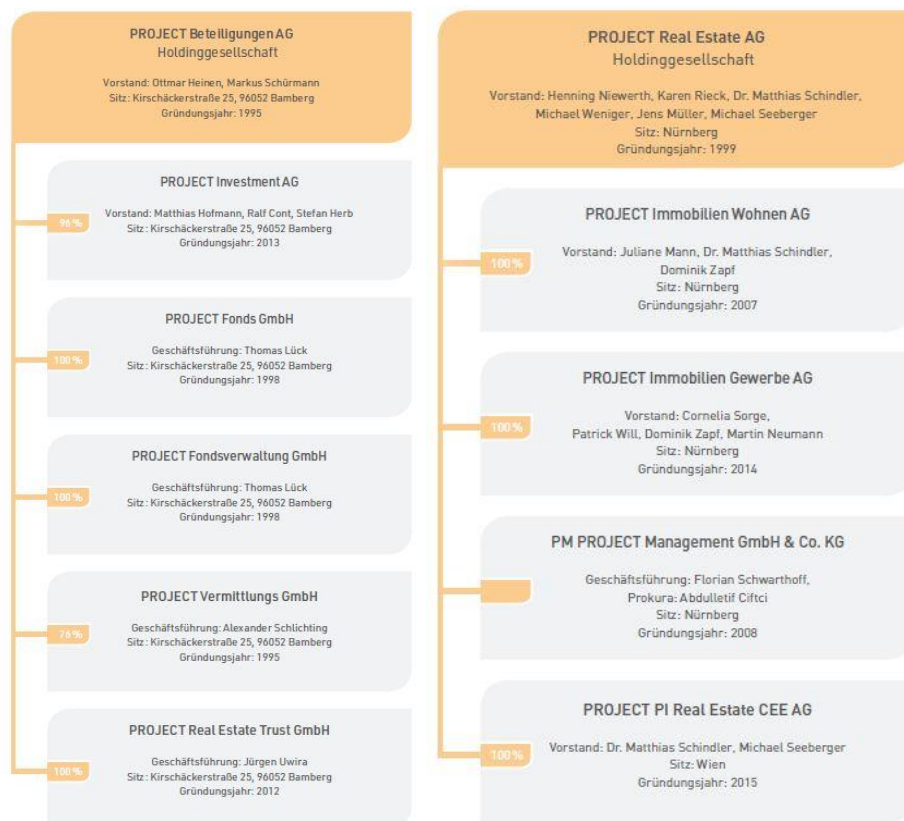 PROJECT Beteiligungen AG
Holdinggesellschaft
Vorstand: Ottmar Heinen, Markus Schürmann
Sitz: Kirschäckerstraße 25, 96052 Bamberg
Gründungsjahr: 1995
PROJECT Investment AG
96%
Vorstand: Matthias Hofmann, Ralf Cont, Stefan Herb
Sitz: Kirschäckerstraße 25, 96052 Bamberg
Gründungsjahr: 2013
PROJECT Fonds GmbH
100%
Geschäftsführung: Thomas Lück
Sitz: Kirschäckerstraße 25, 96052 Bamberg
Gründungsjahr: 1998
PROJECT Fondsverwaltung GmbH
100%
Geschäftsführung: Thomas Lück
Sitz: Kirschäckerstraße 25, 96052 Bamberg
Gründungsjahr: 1998
PROJECT Vermittlungs GmbH
76%
Geschäftsführung: Alexander Schlichting
Sitz: Kirschäckerstraße 25, 96052 Bamberg
Gründungsjahr: 1995
PROJECT Real Estate Trust GmbH
100%
Geschäftsführung: Jürgen Uwira
Sitz: Kirschäckerstraße 25, 96052 Bamberg
Gründungsjahr: 2012
PROJECT Real Estate AG
Holdinggesellschaft
Vorstand: Henning Niewerth, Karen Rieck, Dr. Matthias Schindler,
Michael Weniger, Jens Müller, Michael Seeberger
Sitz: Nürnberg
Gründungsjahr: 1999
PROJECT Immobilien Wohnen AG
100%
Vorstand: Juliane Mann, Dr. Matthias Schindler,
Dominik Zapf
Sitz: Nürnberg
Gründungsjahr: 2007
PROJECT Immobilien Gewerbe AG
100%
Vorstand: Cornelia Sorge,
Patrick Will, Dominik Zapf, Martin Neumann
Sitz: Nürnberg
Gründungsjahr: 2014
PM PROJECT Management GmbH & Co. KG
Geschäftsführung: Florian Schwarthoff,
Prokura: Abdulletif Ciftci
Sitz: Nürnberg
Gründungsjahr: 2008
PROJECT PI Real Estate CEE AG
100%
Vorstand: Dr. Matthias Schindler, Michael Seeberger
Sitz: Wien
Gründungsjahr: 2015